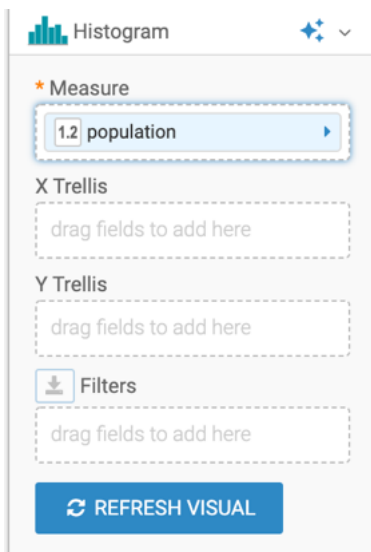 Histogram
* Measure
1.2 population
X Trellis
drag fields to add here
Y Trellis
drag fields to add here
Filters
drag fields to add here
REFRESH VISUAL